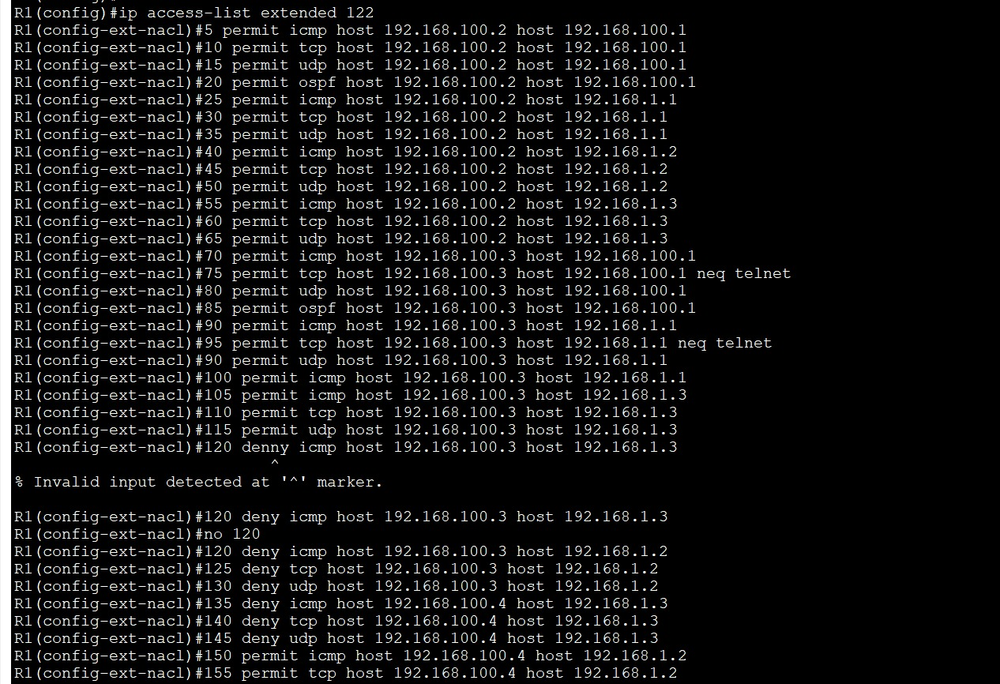 R1(config)#ip access-list extended 122
R1(config-ext-nacl)#5 permit icmp host 192.168.100.2 host 192.168.100.1
R1(config-ext-nacl)#10 permit tcp host 192.168.100.2 host 192.168.100.1
R1(config-ext-nacl)#15 permit udp host 192.168.100.2 host 192.168.100.1
R1(config-ext-nacl)#20 permit ospf host 192.168.100.2 host 192.168.100.1
R1(config-ext-nacl)#25 permit icmp host 192.168.100.2 host 192.168.1.1
R1(config-ext-nacl)#30 permit tcp host 192.168.100.2 host 192.168.1.1
R1(config-ext-nacl)#35 permit udp host 192.168.100.2 host 192.168.1.1
R1(config-ext-nacl)#40 permit icmp host 192.168.100.2 host 192.168.1.2
R1(config-ext-nacl)#45 permit tcp host 192.168.100.2 host 192.168.1.2
R1(config-ext-nacl)#50 permit udp host 192.168.100.2 host 192.168.1.2
R1(config-ext-nacl)#55 permit icmp host 192.168.100.2 host 192.168.1.3
R1(config-ext-nacl)#60 permit tcp host 192.168.100.2 host 192.168.1.3
R1(config-ext-nacl)#65 permit udp host 192.168.100.2 host 192.168.1.3
R1(config-ext-nacl)#70 permit icmp host 192.168.100.3 host 192.168.100.1
R1(config-ext-nacl)#75 permit tcp host 192.168.100.3 host 192.168.100.1 neq telnet
R1(config-ext-nacl)#80 permit udp host 192.168.100.3 host 192.168.100.1
R1(config-ext-nacl)#85 permit ospf host 192.168.100.3 host 192.168.100.1
R1(config-ext-nacl)#90 permit icmp host 192.168.100.3 host 192.168.1.1
R1(config-ext-nacl)#95 permit tcp host 192.168.100.3 host 192.168.1.1 neq telnet
R1(config-ext-nacl)#90 permit udp host 192.168.100.3 host 192.168.1.1
R1(config-ext-nacl)#100 permit icmp host 192.168.100.3 host 192.168.1.1
R1(config-ext-nacl)#105 permit icmp host 192.168.100.3 host 192.168.1.3
R1(config-ext-nacl)#110 permit tcp host 192.168.100.3 host 192.168.1.3
R1(config-ext-nacl)#115 permit udp host 192.168.100.3 host 192.168.1.3
R1(config-ext-nacl)#120 denny icmp host 192.168.100.3 host 192.168.1.3
^
% Invalid input detected at '^' marker.
R1(config-ext-nacl)#120 deny icmp host 192.168.100.3 host 192.168.1.3
R1(config-ext-nacl)#no 120
R1(config-ext-nacl)#120 deny icmp host 192.168.100.3 host 192.168.1.2
R1(config-ext-nacl)#125 deny tcp host 192.168.100.3 host 192.168.1.2
R1(config-ext-nacl)#130 deny udp host 192.168.100.3 host 192.168.1.2
R1(config-ext-nacl)#135 deny icmp host 192.168.100.4 host 192.168.1.3
R1(config-ext-nacl)#140 deny tcp host 192.168.100.4 host 192.168.1.3
R1(config-ext-nacl)#145 deny udp host 192.168.100.4 host 192.168.1.3
R1(config-ext-nacl)#150 permit icmp host 192.168.100.4 host 192.168.1.2
R1(config-ext-nacl)#155 permit tcp host 192.168.100.4 host 192.168.1.2